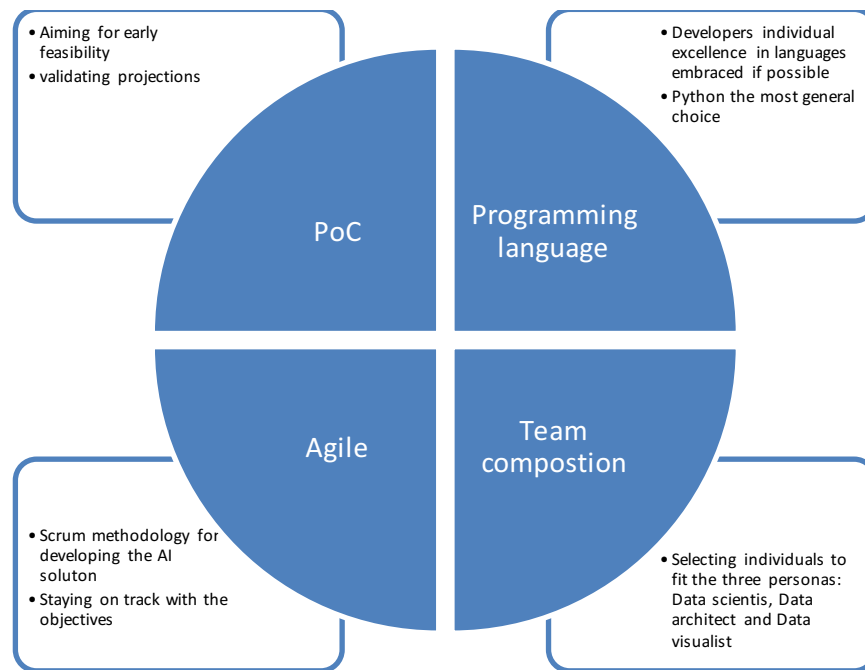 • Aiming for early
feasibility
• validating projections
• Developers individual
excellence in languages
embraced if possible
• Python the most general
choice
PoC
Programming
language
Agile
Team
compostion
• Scrum methodology for
developing the AI
soluton
• Staying on track with the
objectives
• Selecting individuals to
fit the three personas:
Data scientis, Data
architect and Data
visualist